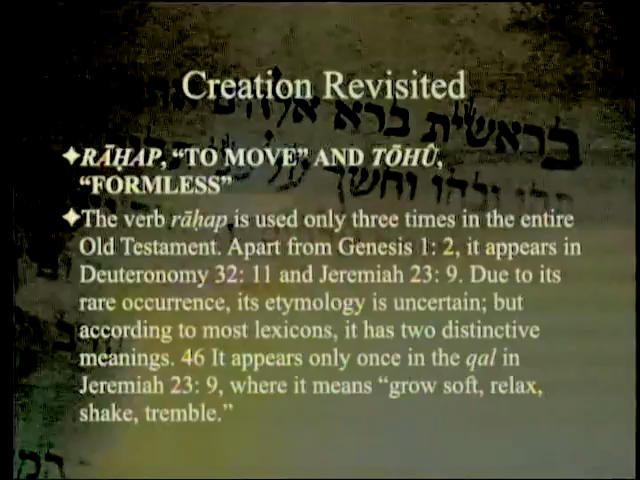 Creation Revisited
בראשית ברא אלהים
✦RĀḤAP, “TO MOVE” AND TŌHÛ,
“FORMLESS”
✦The verb rāḥap is used only three times in the entire
Old Testament. Apart from Genesis 1: 2, it appears in
Deuteronomy 32: 11 and Jeremiah 23: 9. Due to its
rare occurrence, its etymology is uncertain; but
according to most lexicons, it has two distinctive
meanings. 46 It appears only once in the qal in
Jeremiah 23: 9, where it means “grow soft, relax,
shake, tremble.”